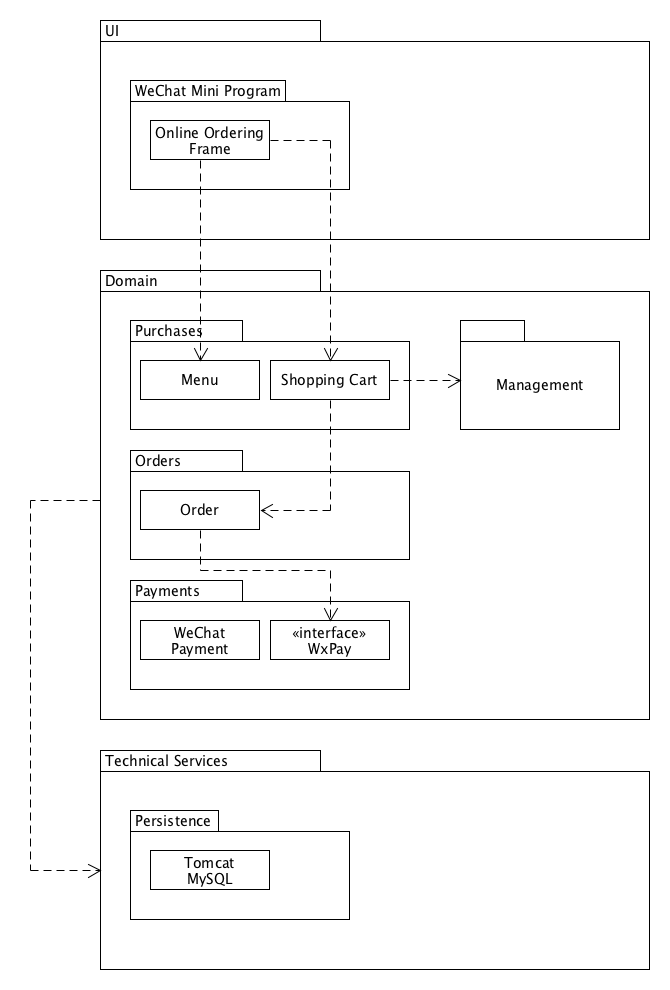 UI
WeChat Mini Program
Online Ordering
Frame
Domain
Purchases
Menu
Shopping Cart
Management
Orders
Order
Payments
WeChat
Payment
«interface»
WxPay
Technical Services
Persistence
Tomcat
MySQL